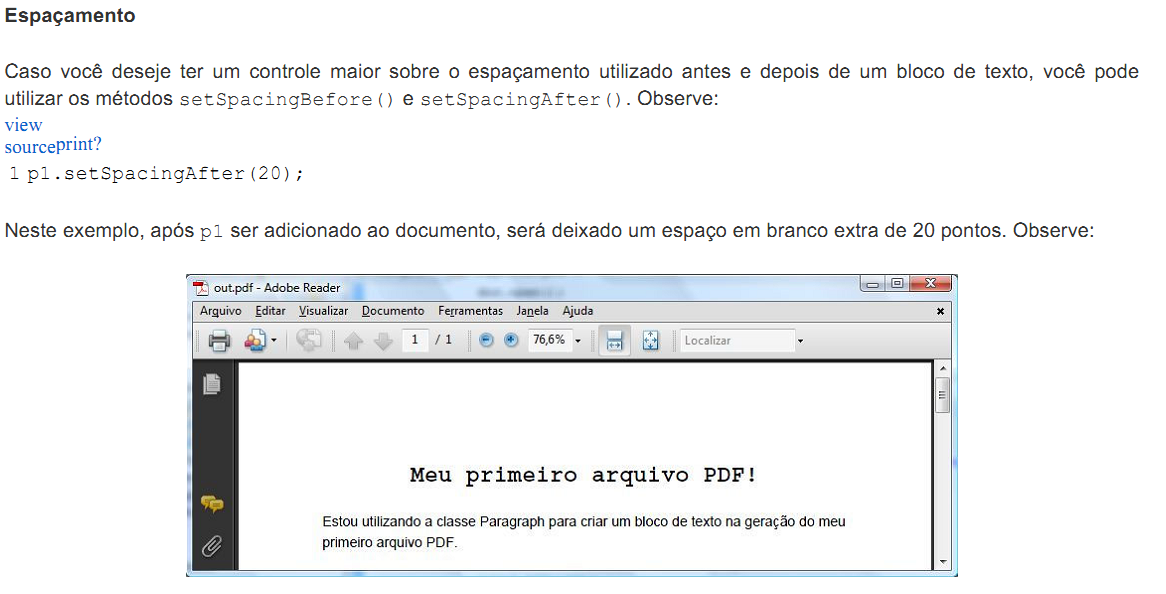 Espaçamento
Caso você deseje ter um controle maior sobre o espaçamento utilizado antes e depois de um bloco de texto, você pode
utilizar os métodos setSpacingBefore() e setSpacingAfter(). Observe:
view
sourceprint?
1 p1.setSpacingAfter(20);
Neste exemplo, após p1 ser adicionado ao documento, será deixado um espaço em branco extra de 20 pontos. Observe:
out.pdf - Adobe Reader
Arquivo Editar Visualizar Documento Ferramentas Janela Ajuda
1 / 1 76,6% Localizar
Meu primeiro arquivo PDF!
Estou utilizando a classe Paragraph para criar um bloco de texto na geração do meu
primeiro arquivo PDF.